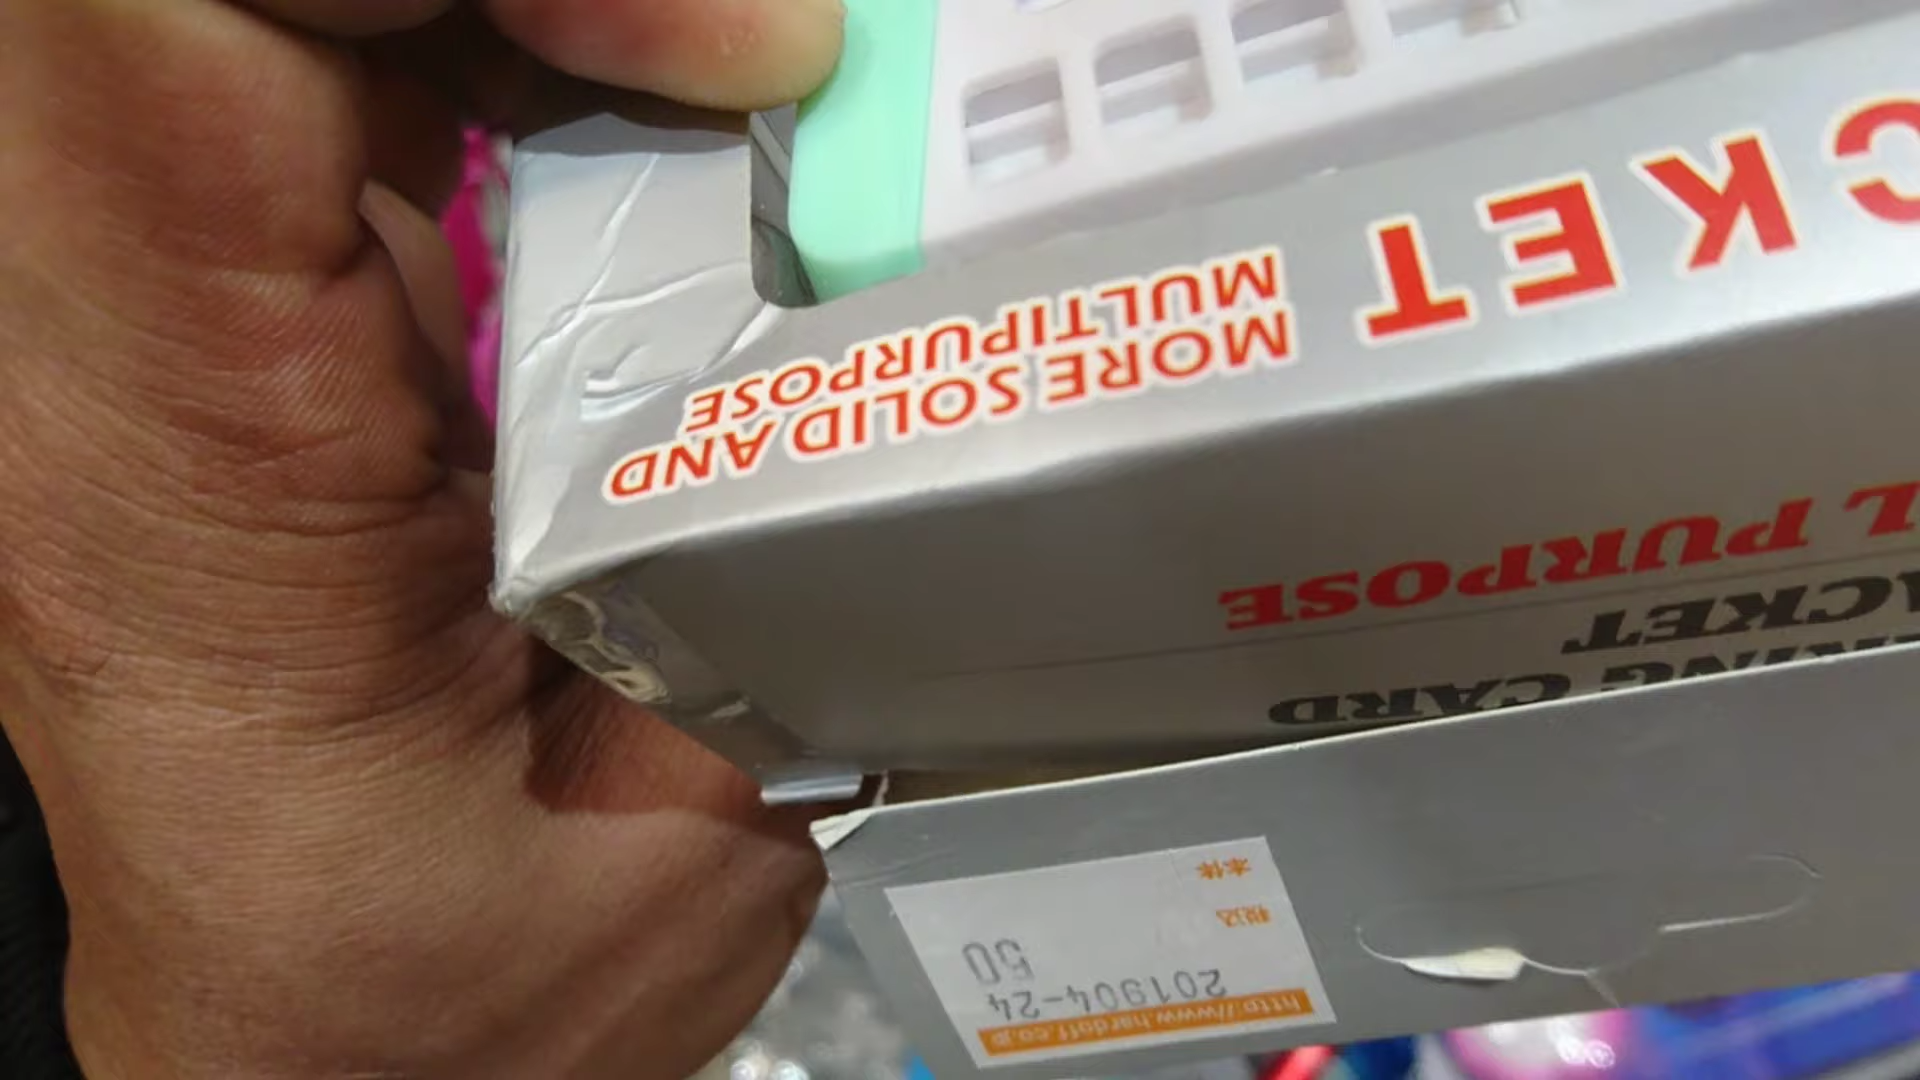 http://www.hardoff.co.jp
201904-24
50
税込
本体
KING CARD
ACKET
L PURPOSE
CKET
MORE SOLID AND
MULTIPURPOSE